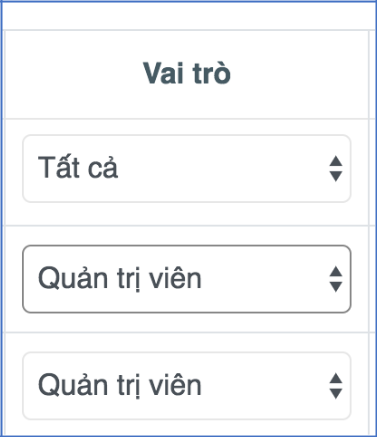 Vai trò
Tất cả
Quản trị viên
Quản trị viên